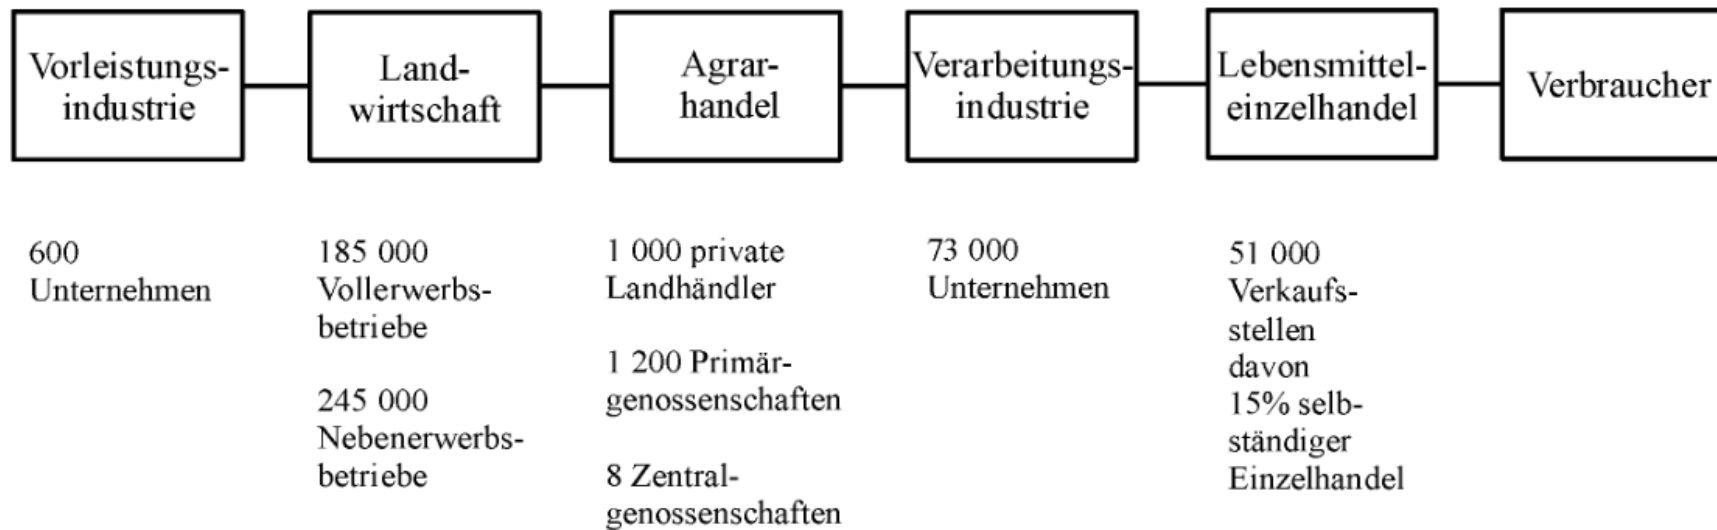 Vorleistungs-
industrie
Land-
wirtschaft
Agrar-
handel
Verarbeitungs-
industrie
Lebensmittel-
einzelhandel
Verbraucher
600
Unternehmen
185 000
Vollerwerbs-
betriebe
245 000
Nebenerwerbs-
betriebe
1 000 private
Landhändler
1 200 Primär-
genossenschaften
8 Zentral-
genossenschaften
73 000
Unternehmen
51 000
Verkaufs-
stellen
davon
15% selb-
ständiger
Einzelhandel